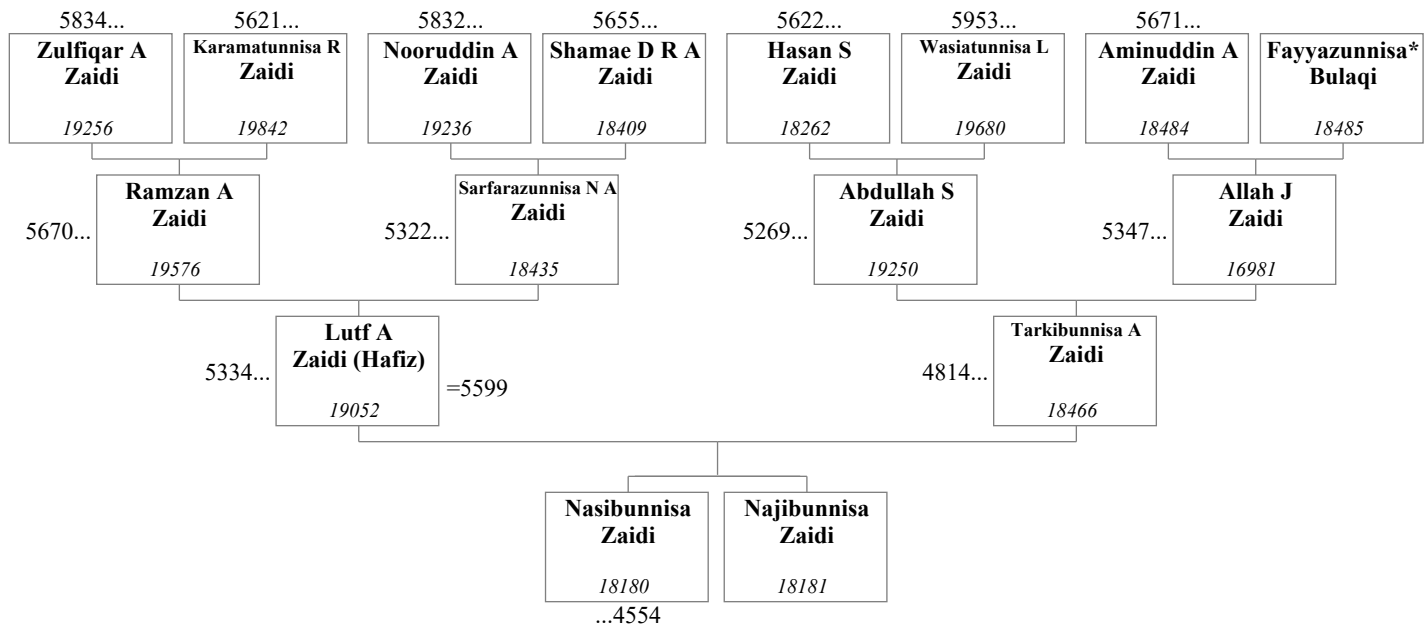 5834... 5621... 5832... 5655... 5622... 5953... 5671...
Zulfiqar A
Zaidi
19256
Karamatunnisa R
Zaidi
19842
Nooruddin A
Zaidi
19236
Shamae D R A
Zaidi
18409
Hasan S
Zaidi
18262
Wasiatunnisa L
Zaidi
19680
Aminuddin A
Zaidi
18484
Fayyazunnisa*
Bulaqi
18485
5670...
Ramzan A
Zaidi
19576
5322...
Sarfarazunnisa N A
Zaidi
18435
5269...
Abdullah S
Zaidi
19250
5347...
Allah J
Zaidi
16981
5334...
Lutf A
Zaidi (Hafiz)
19052
=5599
4814...
Tarkibunnisa A
Zaidi
18466
Nasibunnisa
Zaidi
18180
...4554
Najibunnisa
Zaidi
18181